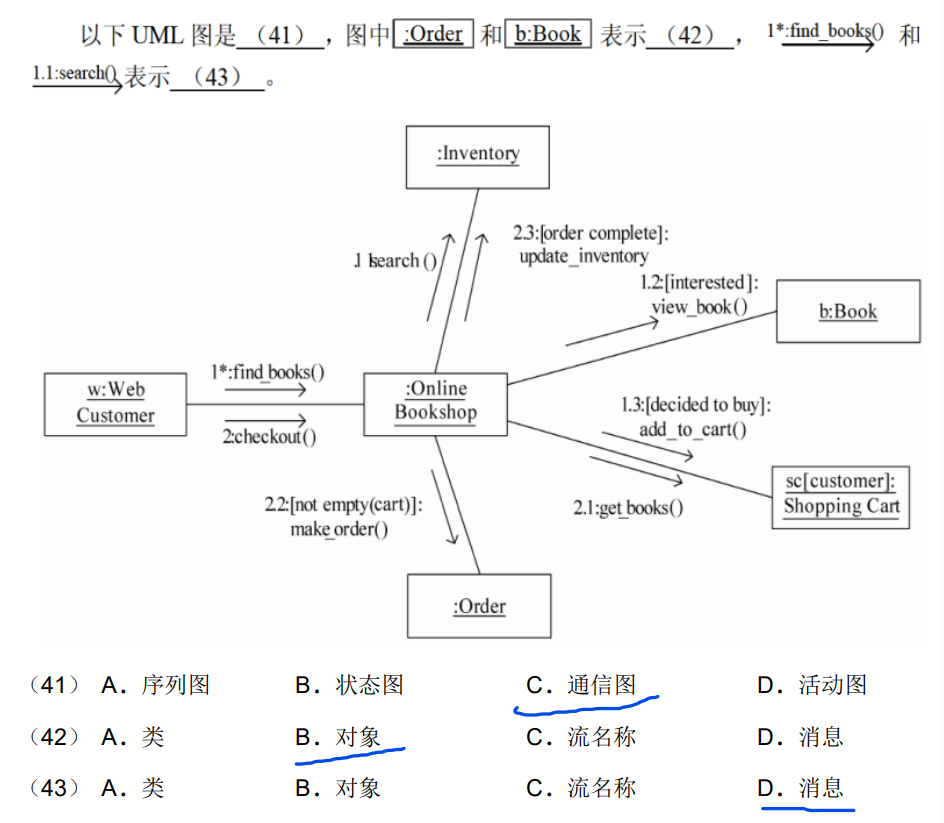 以下 UML 图是 （41） ，图中 :Order 和 b:Book 表示 （42） ， 1*:find_books() 和
1.1:search() 表示 （43） 。
:Inventory
2.3:[order complete]:
update_inventory
.1 search ()
1.2:[interested]:
view_book()
b:Book
1*:find_books()
w:Web
Customer
:Online
Bookshop
2:checkout()
1.3:[decided to buy]:
add_to_cart()
sc[customer]:
Shopping Cart
2.2:[not empty(cart)]:
make_order()
2.1:get_books()
:Order
（41） A．序列图 B．状态图 C．通信图 D．活动图
（42） A．类 B．对象 C．流名称 D．消息
（43） A．类 B．对象 C．流名称 D．消息